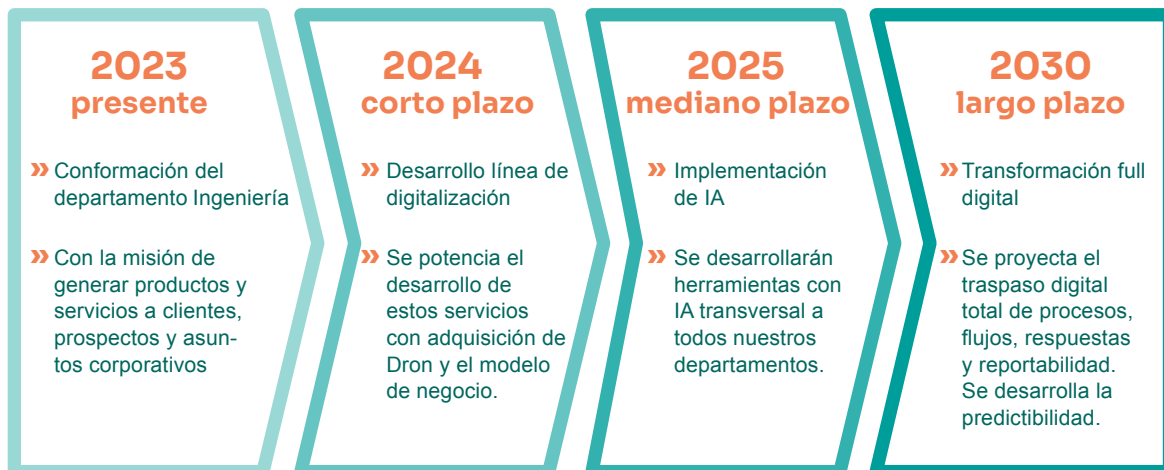 2023
presente
» Conformación del
departamento Ingeniería
» Con la misión de
generar productos y
servicios a clientes,
prospectos y asun-
tos corporativos
2024
corto plazo
» Desarrollo línea de
digitalización
» Se potencia el
desarrollo de
estos servicios
con adquisición de
Dron y el modelo
de negocio.
2025
mediano plazo
» Implementación
de IA
» Se desarrollarán
herramientas con
IA transversal a
todos nuestros
departamentos.
2030
largo plazo
» Transformación full
digital
» Se proyecta el
traspaso digital
total de procesos,
flujos, respuestas
y reportabilidad.
Se desarrolla la
predictibilidad.